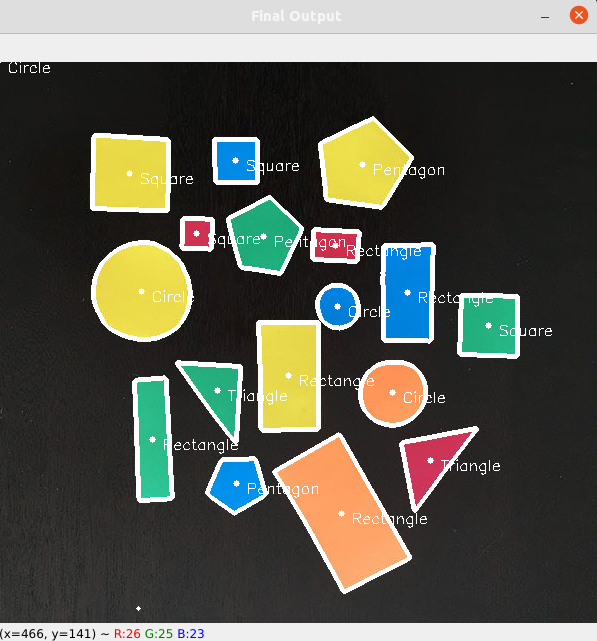 Final Output
Circle
Square
Square
Pentagon
Square
Pentagon
Rectangle
Circle
Circle
Rectangle
Square
Triangle
Rectangle
Circle
Rectangle
Pentagon
Triangle
Rectangle
(x=466, y=141) ~ R:26 G:25 B:23